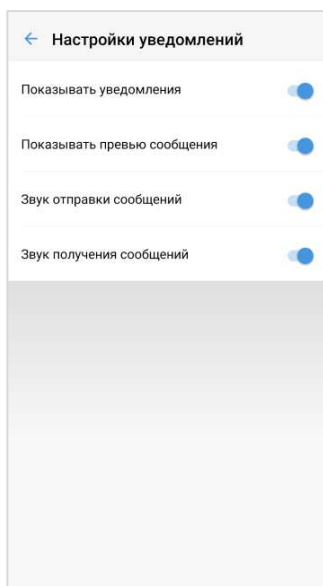 Настройки уведомлений
Показывать уведомления
Показывать превью сообщения
Звук отправки сообщений
Звук получения сообщений